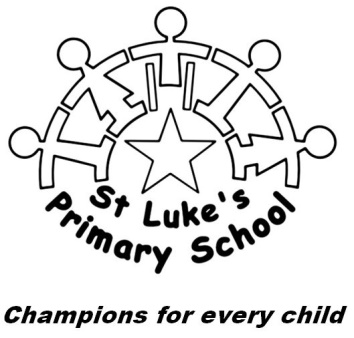 St Luke's
Primary School
Champions for every child